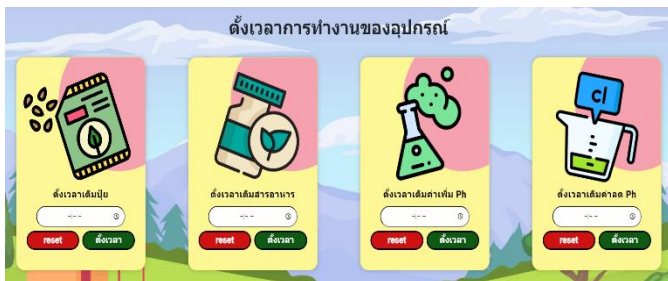 ตั้งเวลาการทำงานของอุปกรณ์
cl
ตั้งเวลาเติมปุ๋ย
--:-- 
reset ตั้งเวลา
ตั้งเวลาเติมสารอาหาร
--:--
reset ตั้งเวลา
ตั้งเวลาเติมค่าเพิ่ม Ph
--:--
reset ตั้งเวลา
ตั้งเวลาเติมค่าลด Ph
--:--
reset ตั้งเวลา